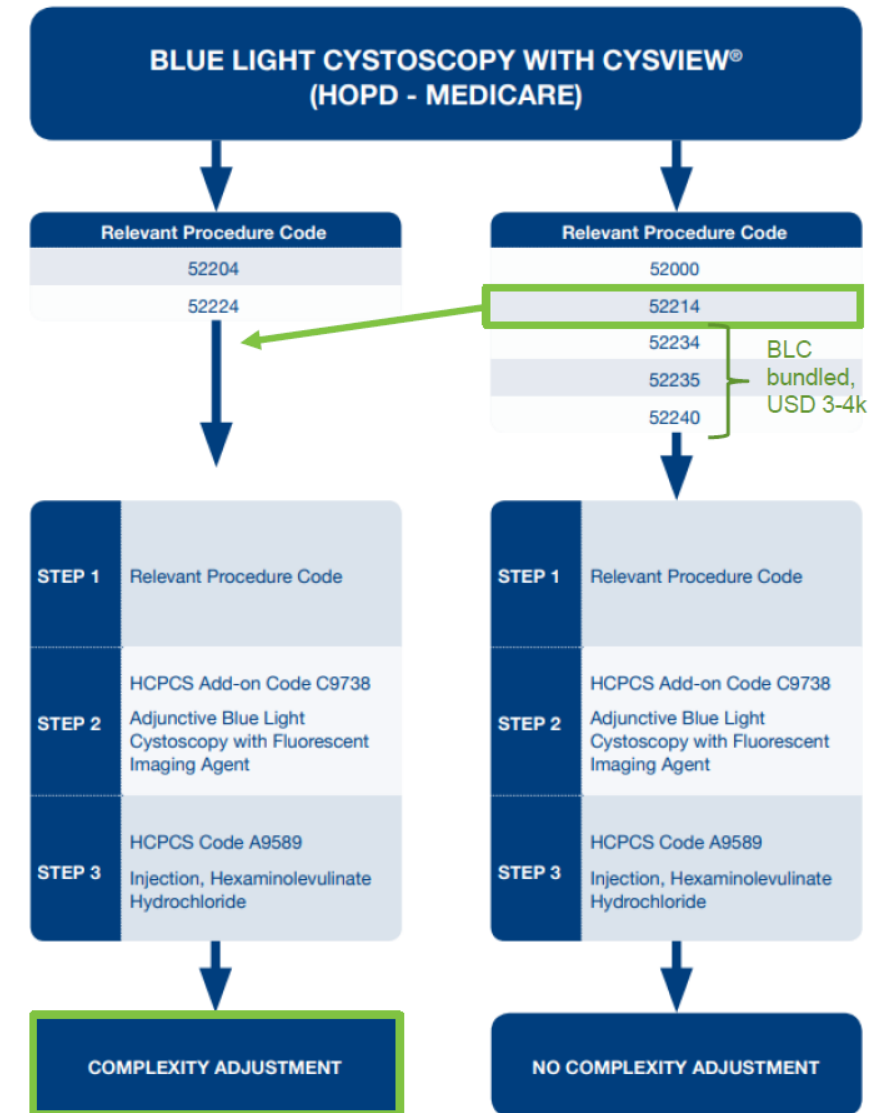 BLUE LIGHT CYSTOSCOPY WITH CYSVIEW®
(HOPD - MEDICARE)
Relevant Procedure Code
52204
52224
Relevant Procedure Code
52000
52214
52234
52235
52240
BLC
bundled,
USD 3-4k
STEP 1
Relevant Procedure Code
STEP 2
HCPCS Add-on Code C9738
Adjunctive Blue Light
Cystoscopy with Fluorescent
Imaging Agent
STEP 3
HCPCS Code A9589
Injection, Hexaminolevulinate
Hydrochloride
COMPLEXITY ADJUSTMENT
STEP 1
Relevant Procedure Code
STEP 2
HCPCS Add-on Code C9738
Adjunctive Blue Light
Cystoscopy with Fluorescent
Imaging Agent
STEP 3
HCPCS Code A9589
Injection, Hexaminolevulinate
Hydrochloride
NO COMPLEXITY ADJUSTMENT